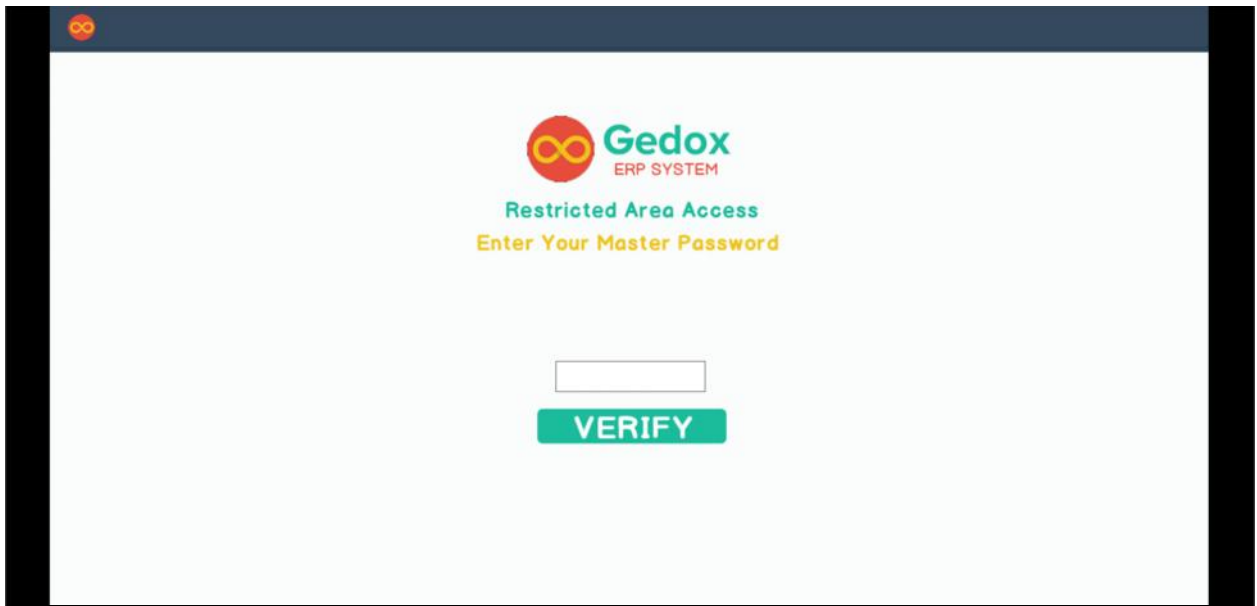 Gedox
ERP SYSTEM
Restricted Area Access
Enter Your Master Password
VERIFY